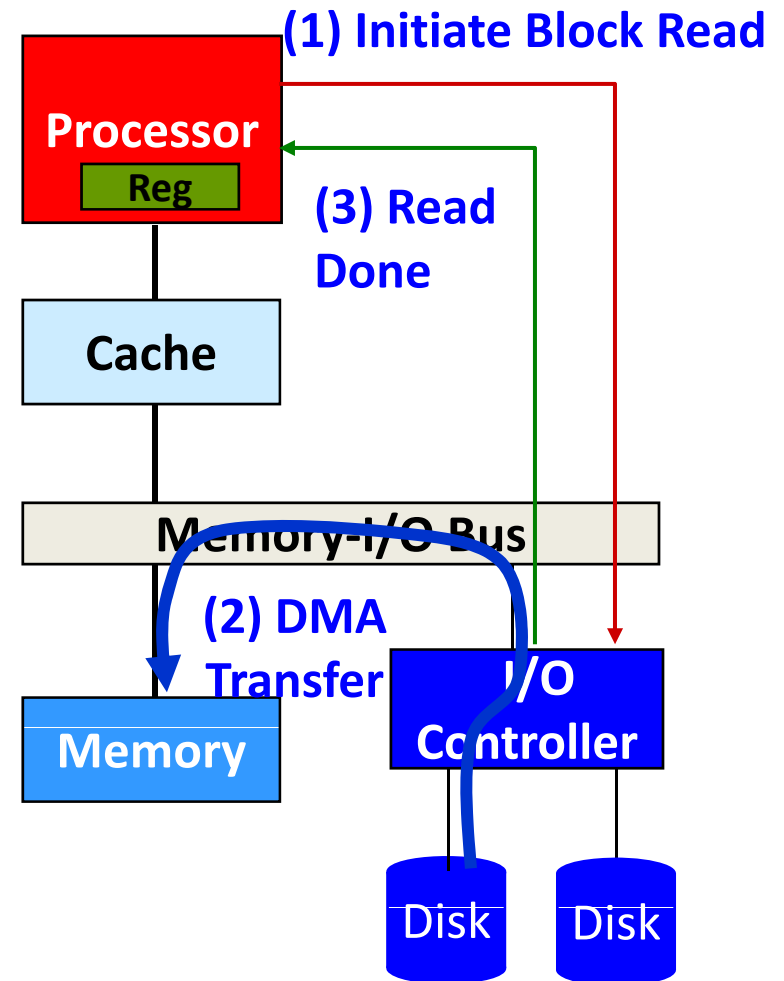 (1) Initiate Block Read
Processor
Reg
(3) Read
Done
Cache
Memory-I/O Bus
(2) DMA
Transfer
I/O
Controller
Memory
Disk
Disk